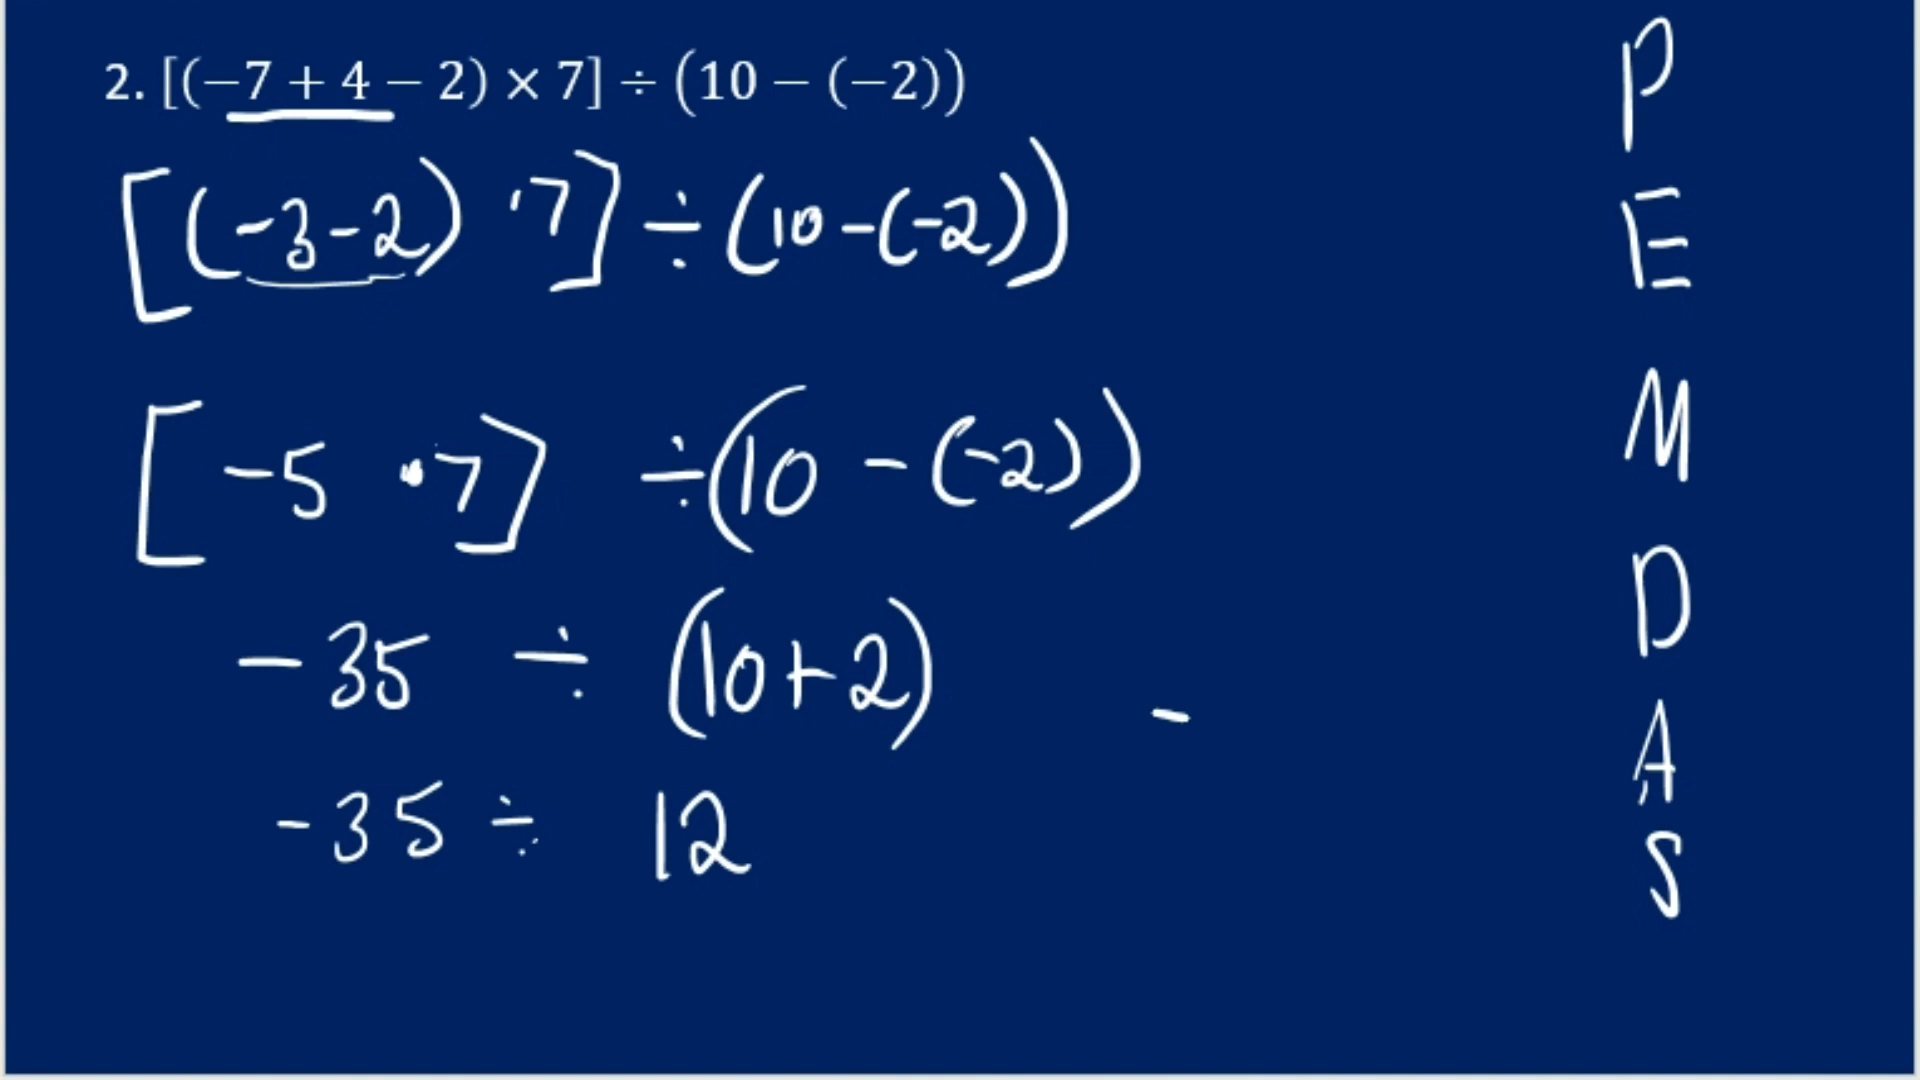 2. [(−7 + 4 − 2) × 7] ÷ (10 − (−2))
[(-3-2) ·7] ÷ (10-(-2))
[-5 ·7] ÷ (10 - (-2))
-35 ÷ (10+2)
-
-35 ÷ 12
P
E
M
D
A
S